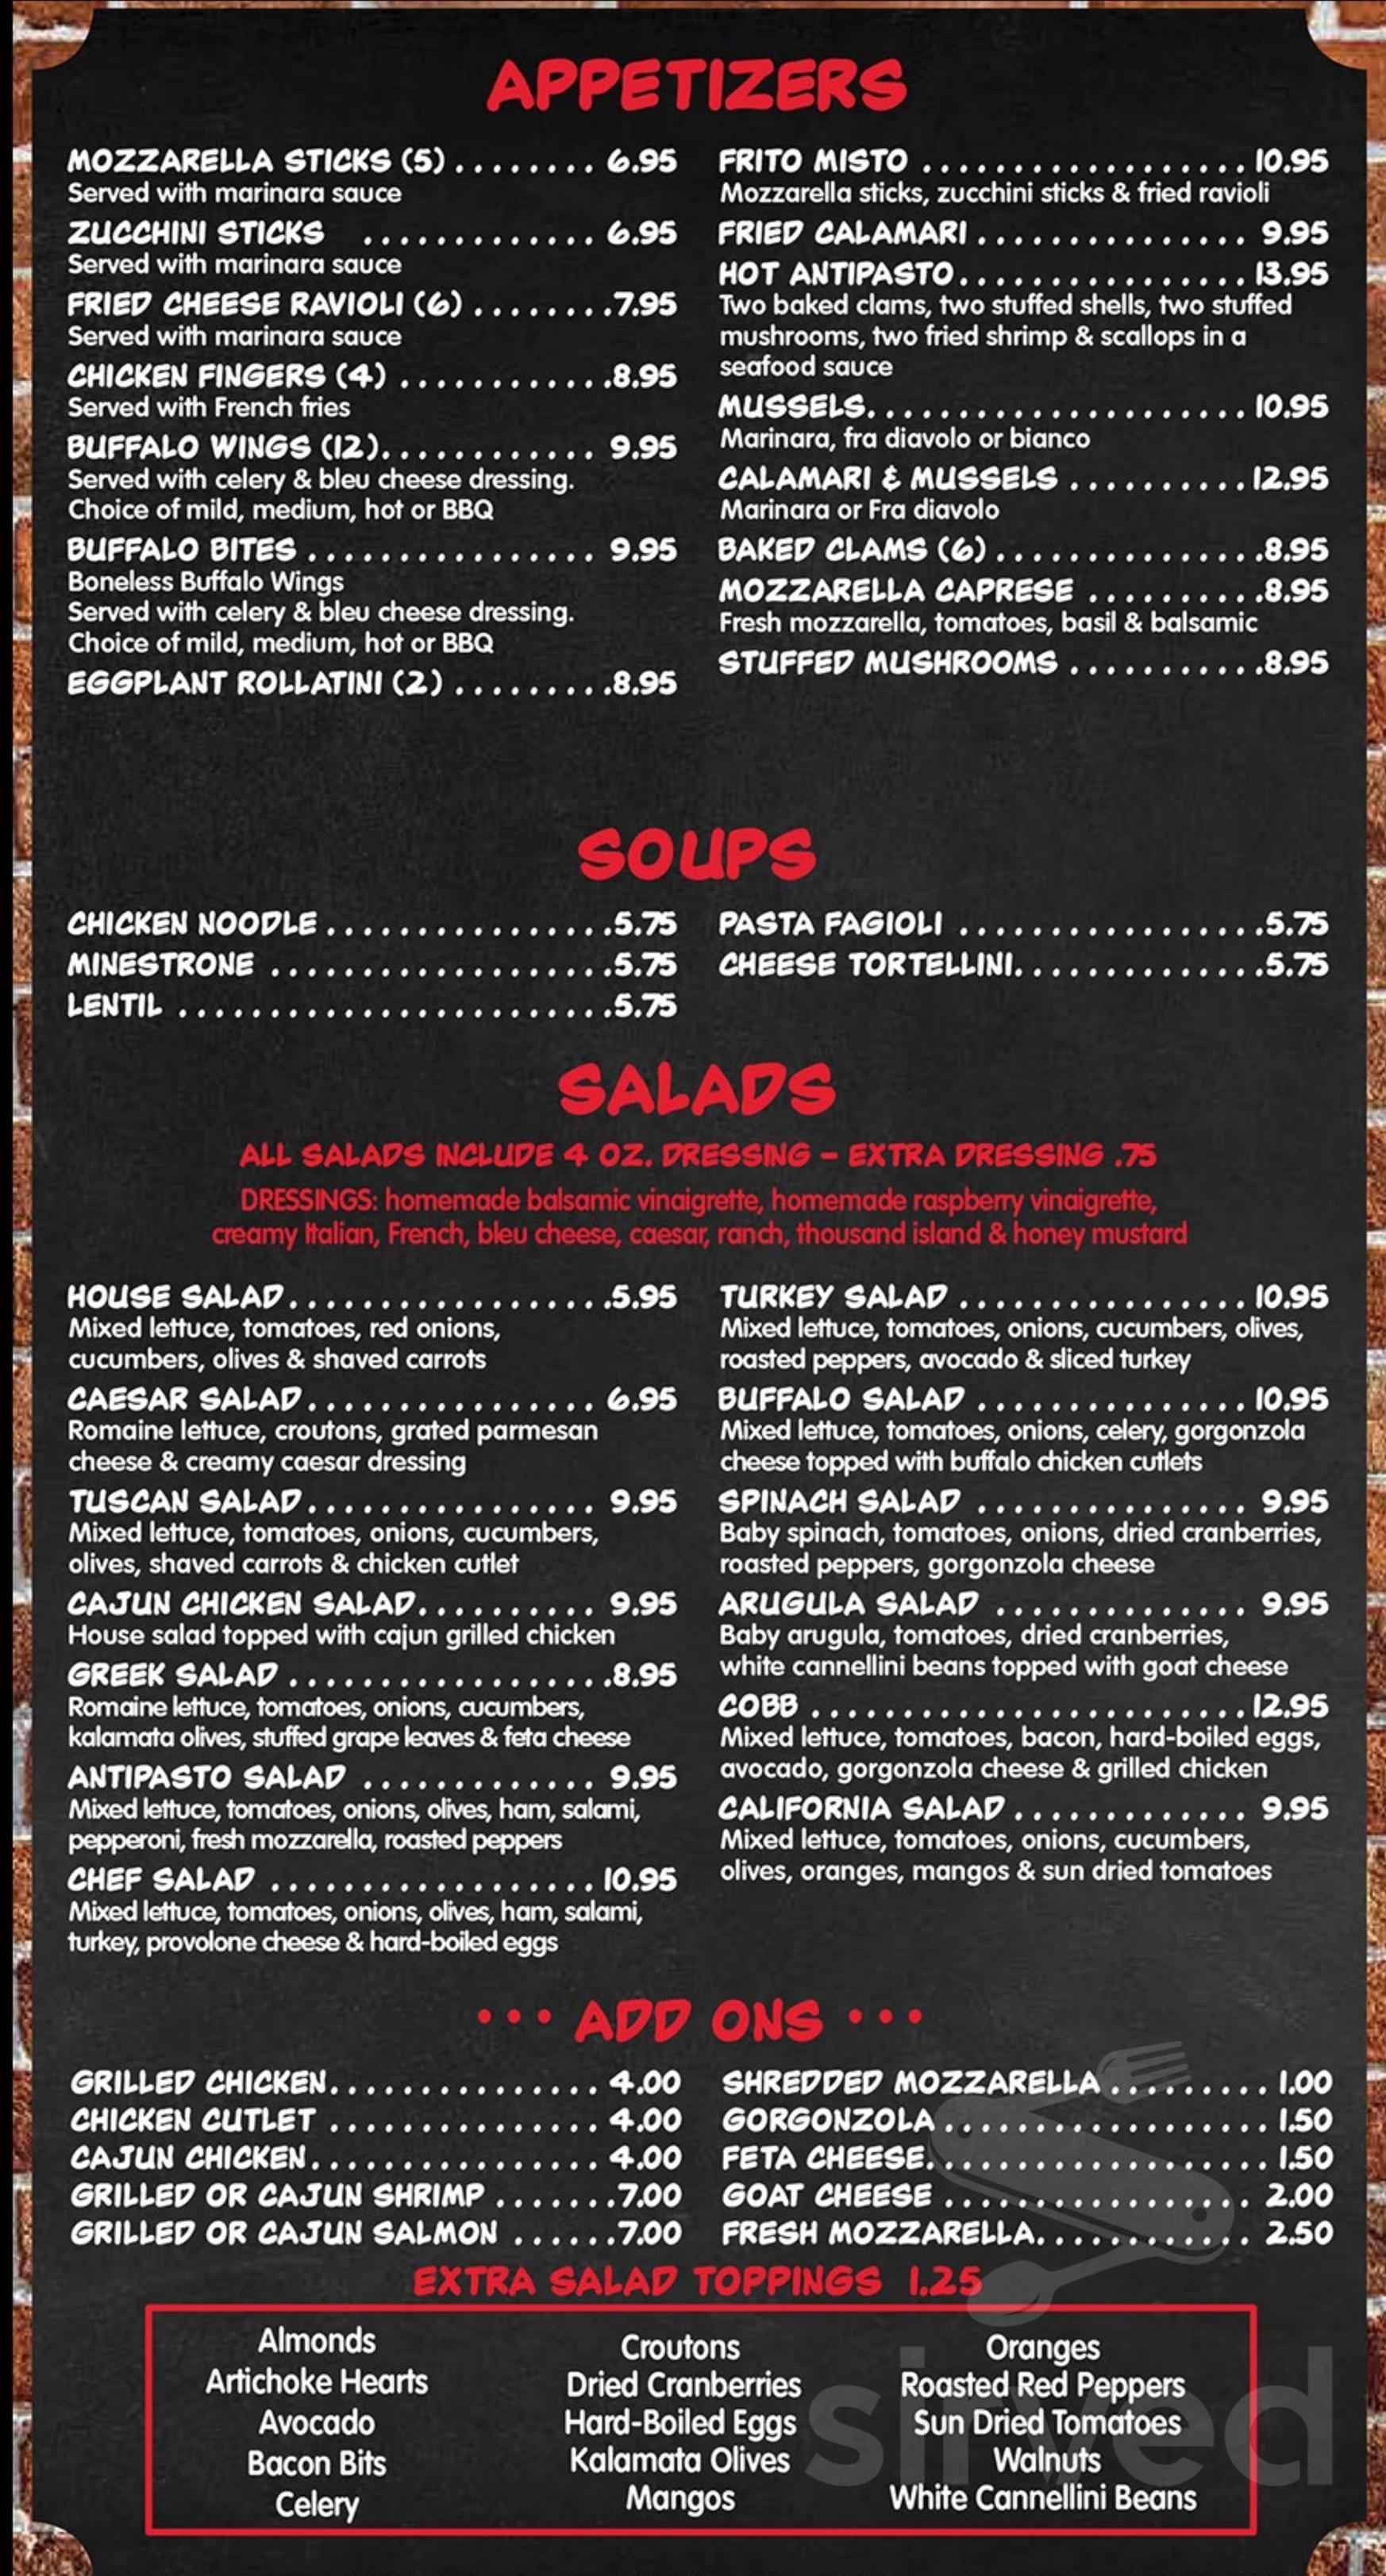 APPETIZERS
MOZZARELLA STICKS (5) ........ 6.95
Served with marinara sauce
ZUCCHINI STICKS ............. 6.95
Served with marinara sauce
FRIED CHEESE RAVIOLI (6) ........7.95
Served with marinara sauce
CHICKEN FINGERS (4) ............8.95
Served with French fries
BUFFALO WINGS (12)............ 9.95
Served with celery & bleu cheese dressing.
Choice of mild, medium, hot or BBQ
BUFFALO BITES ................ 9.95
Boneless Buffalo Wings
Served with celery & bleu cheese dressing.
Choice of mild, medium, hot or BBQ
EGGPLANT ROLLATINI (2) .........8.95
FRITO MISTO .................. 10.95
Mozzarella sticks, zucchini sticks & fried ravioli
FRIED CALAMARI ............... 9.95
HOT ANTIPASTO................ 13.95
Two baked clams, two stuffed shells, two stuffed
mushrooms, two fried shrimp & scallops in a
seafood sauce
MUSSELS..................... 10.95
Marinara, fra diavolo or bianco
CALAMARI & MUSSELS .......... 12.95
Marinara or Fra diavolo
BAKED CLAMS (6) ...............8.95
MOZZARELLA CAPRESE ..........8.95
Fresh mozzarella, tomatoes, basil & balsamic
STUFFED MUSHROOMS ...........8.95
SOUPS
CHICKEN NOODLE ................5.75
MINESTRONE ...................5.75
LENTIL ........................5.75
PASTA FAGIOLI .................5.75
CHEESE TORTELLINI..............5.75
SALADS
ALL SALADS INCLUDE 4 OZ. DRESSING – EXTRA DRESSING .75
DRESSINGS: homemade balsamic vinaigrette, homemade raspberry vinaigrette,
creamy Italian, French, bleu cheese, caesar, ranch, thousand island & honey mustard
HOUSE SALAD..................5.95
Mixed lettuce, tomatoes, red onions,
cucumbers, olives & shaved carrots
CAESAR SALAD................ 6.95
Romaine lettuce, croutons, grated parmesan
cheese & creamy caesar dressing
TUSCAN SALAD................ 9.95
Mixed lettuce, tomatoes, onions, cucumbers,
olives, shaved carrots & chicken cutlet
CAJUN CHICKEN SALAD.......... 9.95
House salad topped with cajun grilled chicken
GREEK SALAD ..................8.95
Romaine lettuce, tomatoes, onions, cucumbers,
kalamata olives, stuffed grape leaves & feta cheese
ANTIPASTO SALAD ............. 9.95
Mixed lettuce, tomatoes, onions, olives, ham, salami,
pepperoni, fresh mozzarella, roasted peppers
CHEF SALAD .................. 10.95
Mixed lettuce, tomatoes, onions, olives, ham, salami,
turkey, provolone cheese & hard-boiled eggs
TURKEY SALAD ................ 10.95
Mixed lettuce, tomatoes, onions, cucumbers, olives,
roasted peppers, avocado & sliced turkey
BUFFALO SALAD ............... 10.95
Mixed lettuce, tomatoes, onions, celery, gorgonzola
cheese topped with buffalo chicken cutlets
SPINACH SALAD ............... 9.95
Baby spinach, tomatoes, onions, dried cranberries,
roasted peppers, gorgonzola cheese
ARUGULA SALAD .............. 9.95
Baby arugula, tomatoes, dried cranberries,
white cannellini beans topped with goat cheese
COBB ........................ 12.95
Mixed lettuce, tomatoes, bacon, hard-boiled eggs,
avocado, gorgonzola cheese & grilled chicken
CALIFORNIA SALAD ............. 9.95
Mixed lettuce, tomatoes, onions, cucumbers,
olives, oranges, mangos & sun dried tomatoes
••• ADD ONS •••
GRILLED CHICKEN............... 4.00
CHICKEN CUTLET ............... 4.00
CAJUN CHICKEN................ 4.00
GRILLED OR CAJUN SHRIMP .......7.00
GRILLED OR CAJUN SALMON ......7.00
SHREDDED MOZZARELLA ......... 1.00
GORGONZOLA.................. 1.50
FETA CHEESE................... 1.50
GOAT CHEESE ................. 2.00
FRESH MOZZARELLA............ 2.50
EXTRA SALAD TOPPINGS 1.25
Almonds
Artichoke Hearts
Avocado
Bacon Bits
Celery
Croutons
Dried Cranberries
Hard-Boiled Eggs
Kalamata Olives
Mangos
Oranges
Roasted Red Peppers
Sun Dried Tomatoes
Walnuts
White Cannellini Beans
sirved